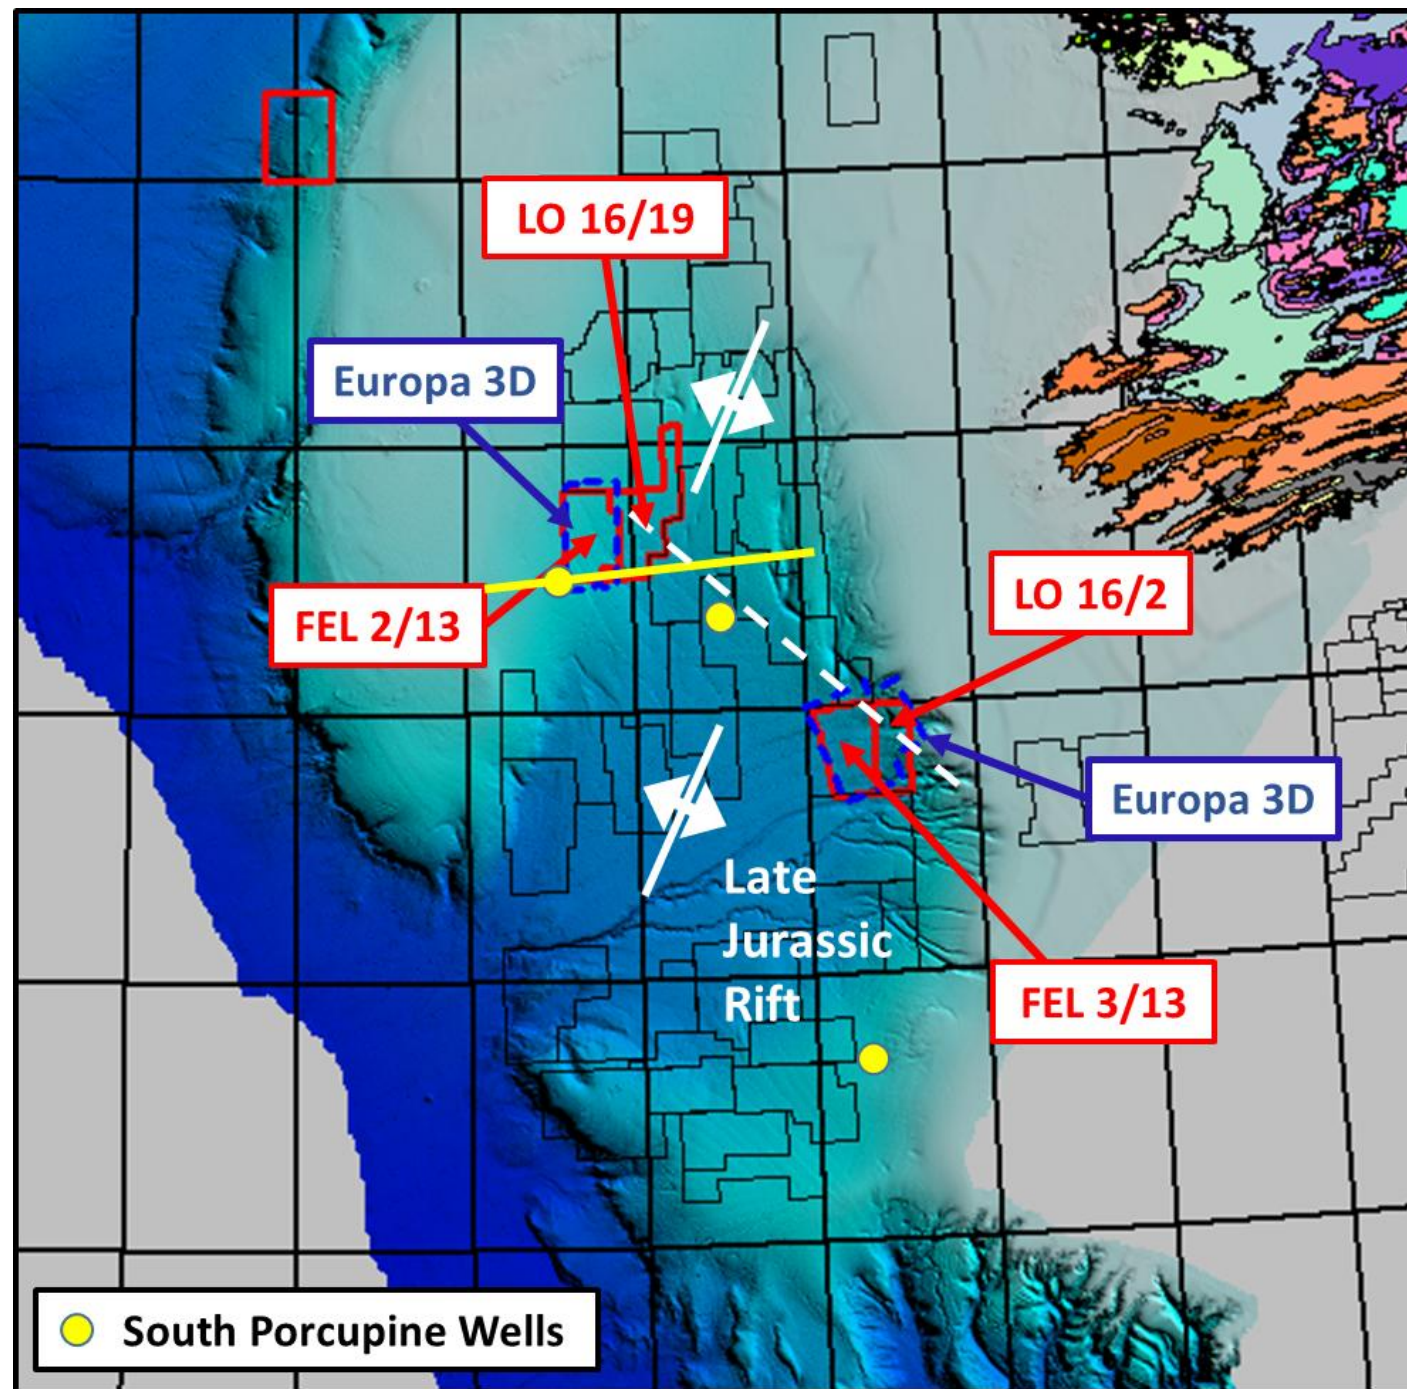 LO 16/19
Europa 3D
FEL 2/13
LO 16/2
Europa 3D
Late
Jurassic
Rift
FEL 3/13
South Porcupine Wells